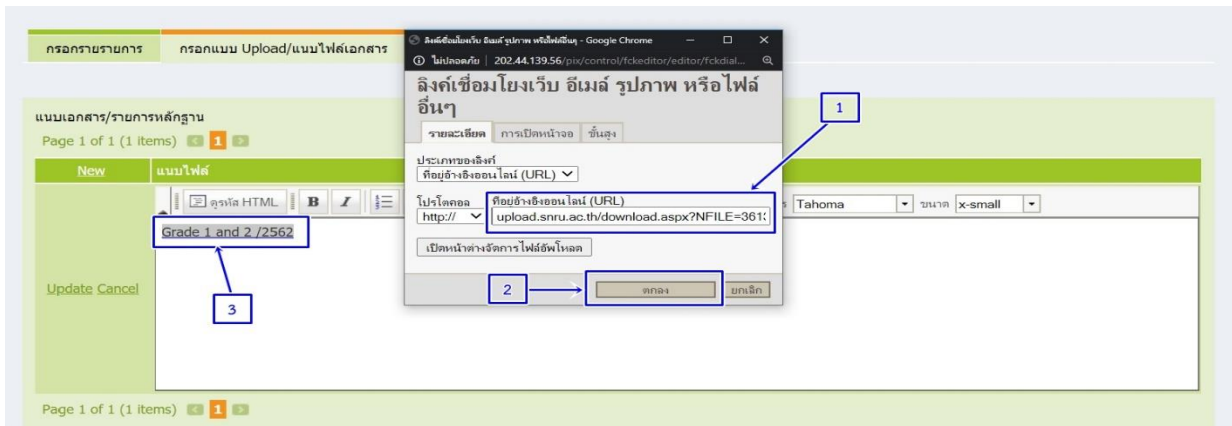 กรอกรายรายการ
กรอกแบบ Upload/แนบไฟล์เอกสาร
ลิงค์เชื่อมโยงเว็บ อีเมล์ รูปภาพ หรือไฟล์อื่นๆ - Google Chrome
ไม่ปลอดภัย | 202.44.139.56/pix/control/fckeditor/editor/fckdial...
ลิงค์เชื่อมโยงเว็บ อีเมล์ รูปภาพ หรือไฟล์
อื่นๆ
รายละเอียด การเปิดหน้าจอ ขั้นสูง
1
แนบเอกสาร/รายการหลักฐาน
Page 1 of 1 (1 items) 1
New แนบไฟล์
ประเภทของลิงค์
ที่อยู่อ้างอิงออนไลน์ (URL)
ดูรหัส HTML B I
โปรโตคอล ที่อยู่อ้างอิงออนไลน์ (URL)
http:// upload.snru.ac.th/download.aspx?NFILE=361
Tahoma ขนาด x-small
Grade 1 and 2 /2562
เปิดหน้าต่างจัดการไฟล์อัพโหลด
Update Cancel
2 ตกลง ยกเลิก
3
Page 1 of 1 (1 items) 1